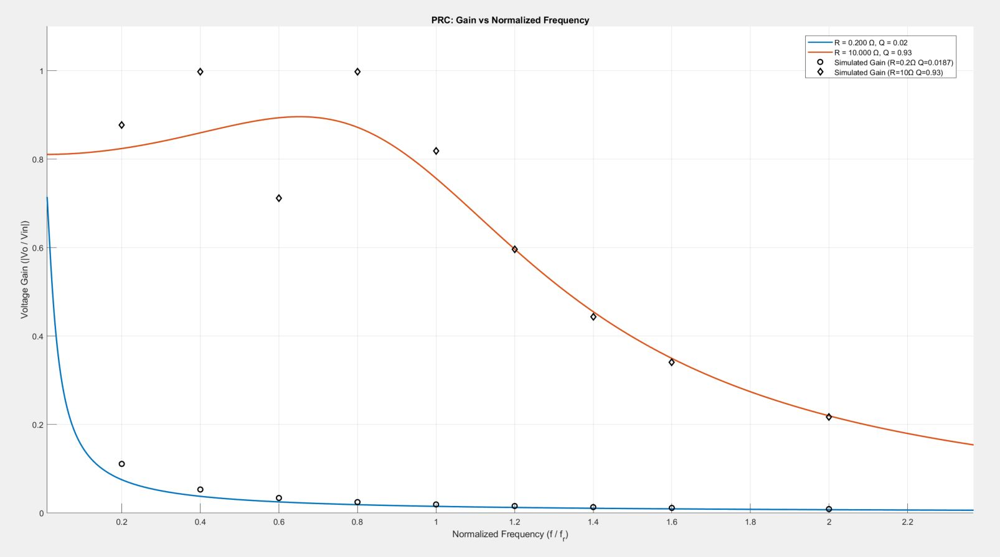 PRC: Gain vs Normalized Frequency
R = 0.200 Ω, Q = 0.02
R = 10.000 Ω, Q = 0.93
Simulated Gain (R=0.2Ω Q=0.0187)
Simulated Gain (R=10Ω Q=0.93)
Voltage Gain (|Vo / Vin|)
1
0.8
0.6
0.4
0.2
0
0.2 0.4 0.6 0.8 1 1.2 1.4 1.6 1.8 2 2.2
Normalized Frequency (f / fr)